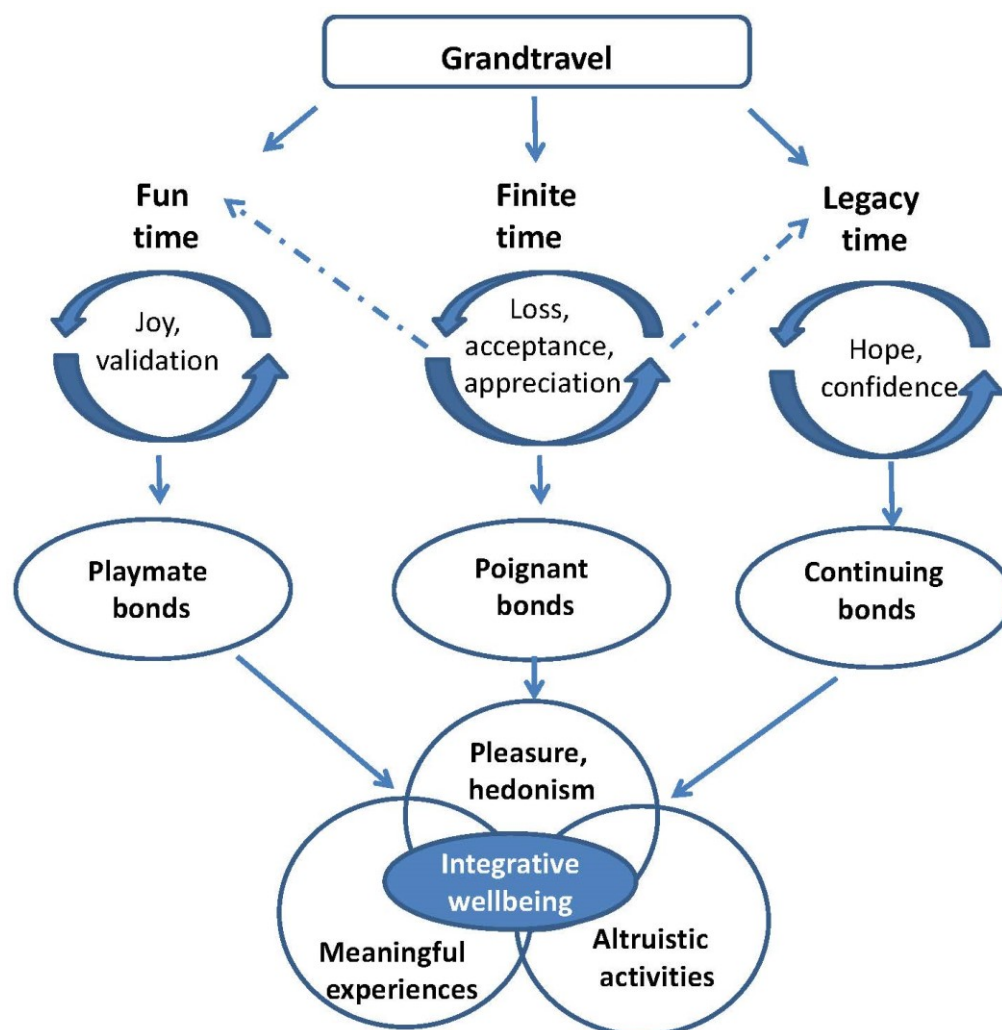 Grandtravel
Fun
time
Finite
time
Legacy
time
Joy,
validation
Loss,
acceptance,
appreciation
Hope,
confidence
Playmate
bonds
Poignant
bonds
Continuing
bonds
Pleasure,
hedonism
Integrative
wellbeing
Meaningful
experiences
Altruistic
activities